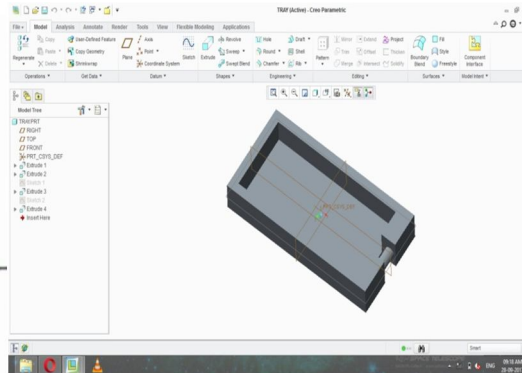 TRAY (Active) - Creo Parametric
File Model Analysis Annotate Render Tools View Flexible Modeling Applications
Regenerate Copy Paste Delete User-Defined Feature Copy Geometry Shrinkwrap Plane Axis Point Coordinate System Sketch Extrude Revolve Sweep Swept Blend Hole Round Chamfer Draft Shell Rib Pattern Mirror Extend Project Trim Offset Merge Intersect Solidify Boundary Blend Fill Style Freestyle Component Interface
Operations Get Data Datum Shapes Engineering Editing Surfaces Model Intent
Model Tree
TRAY.PRT
RIGHT
TOP
FRONT
PRT_CSYS_DEF
Extrude 1
Extrude 2
Sketch 1
Extrude 3
Sketch 2
Extrude 4
Insert Here
PRT_CSYS_DEF
Smart
ENG
09:18 AM